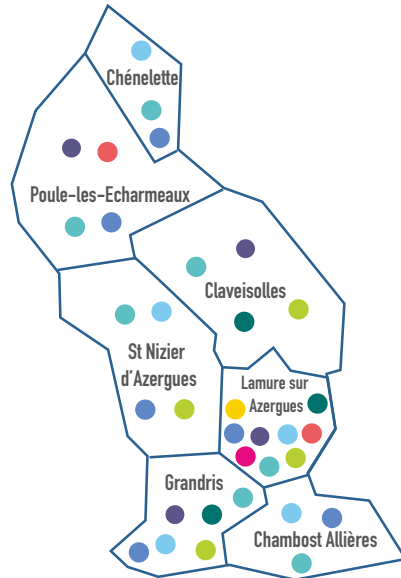 Chénelette
Poule-les-Echarmeaux
Claveisolles
St Nizier
d'Azergues
Lamure sur
Azergues
Grandris
Chambost Allières